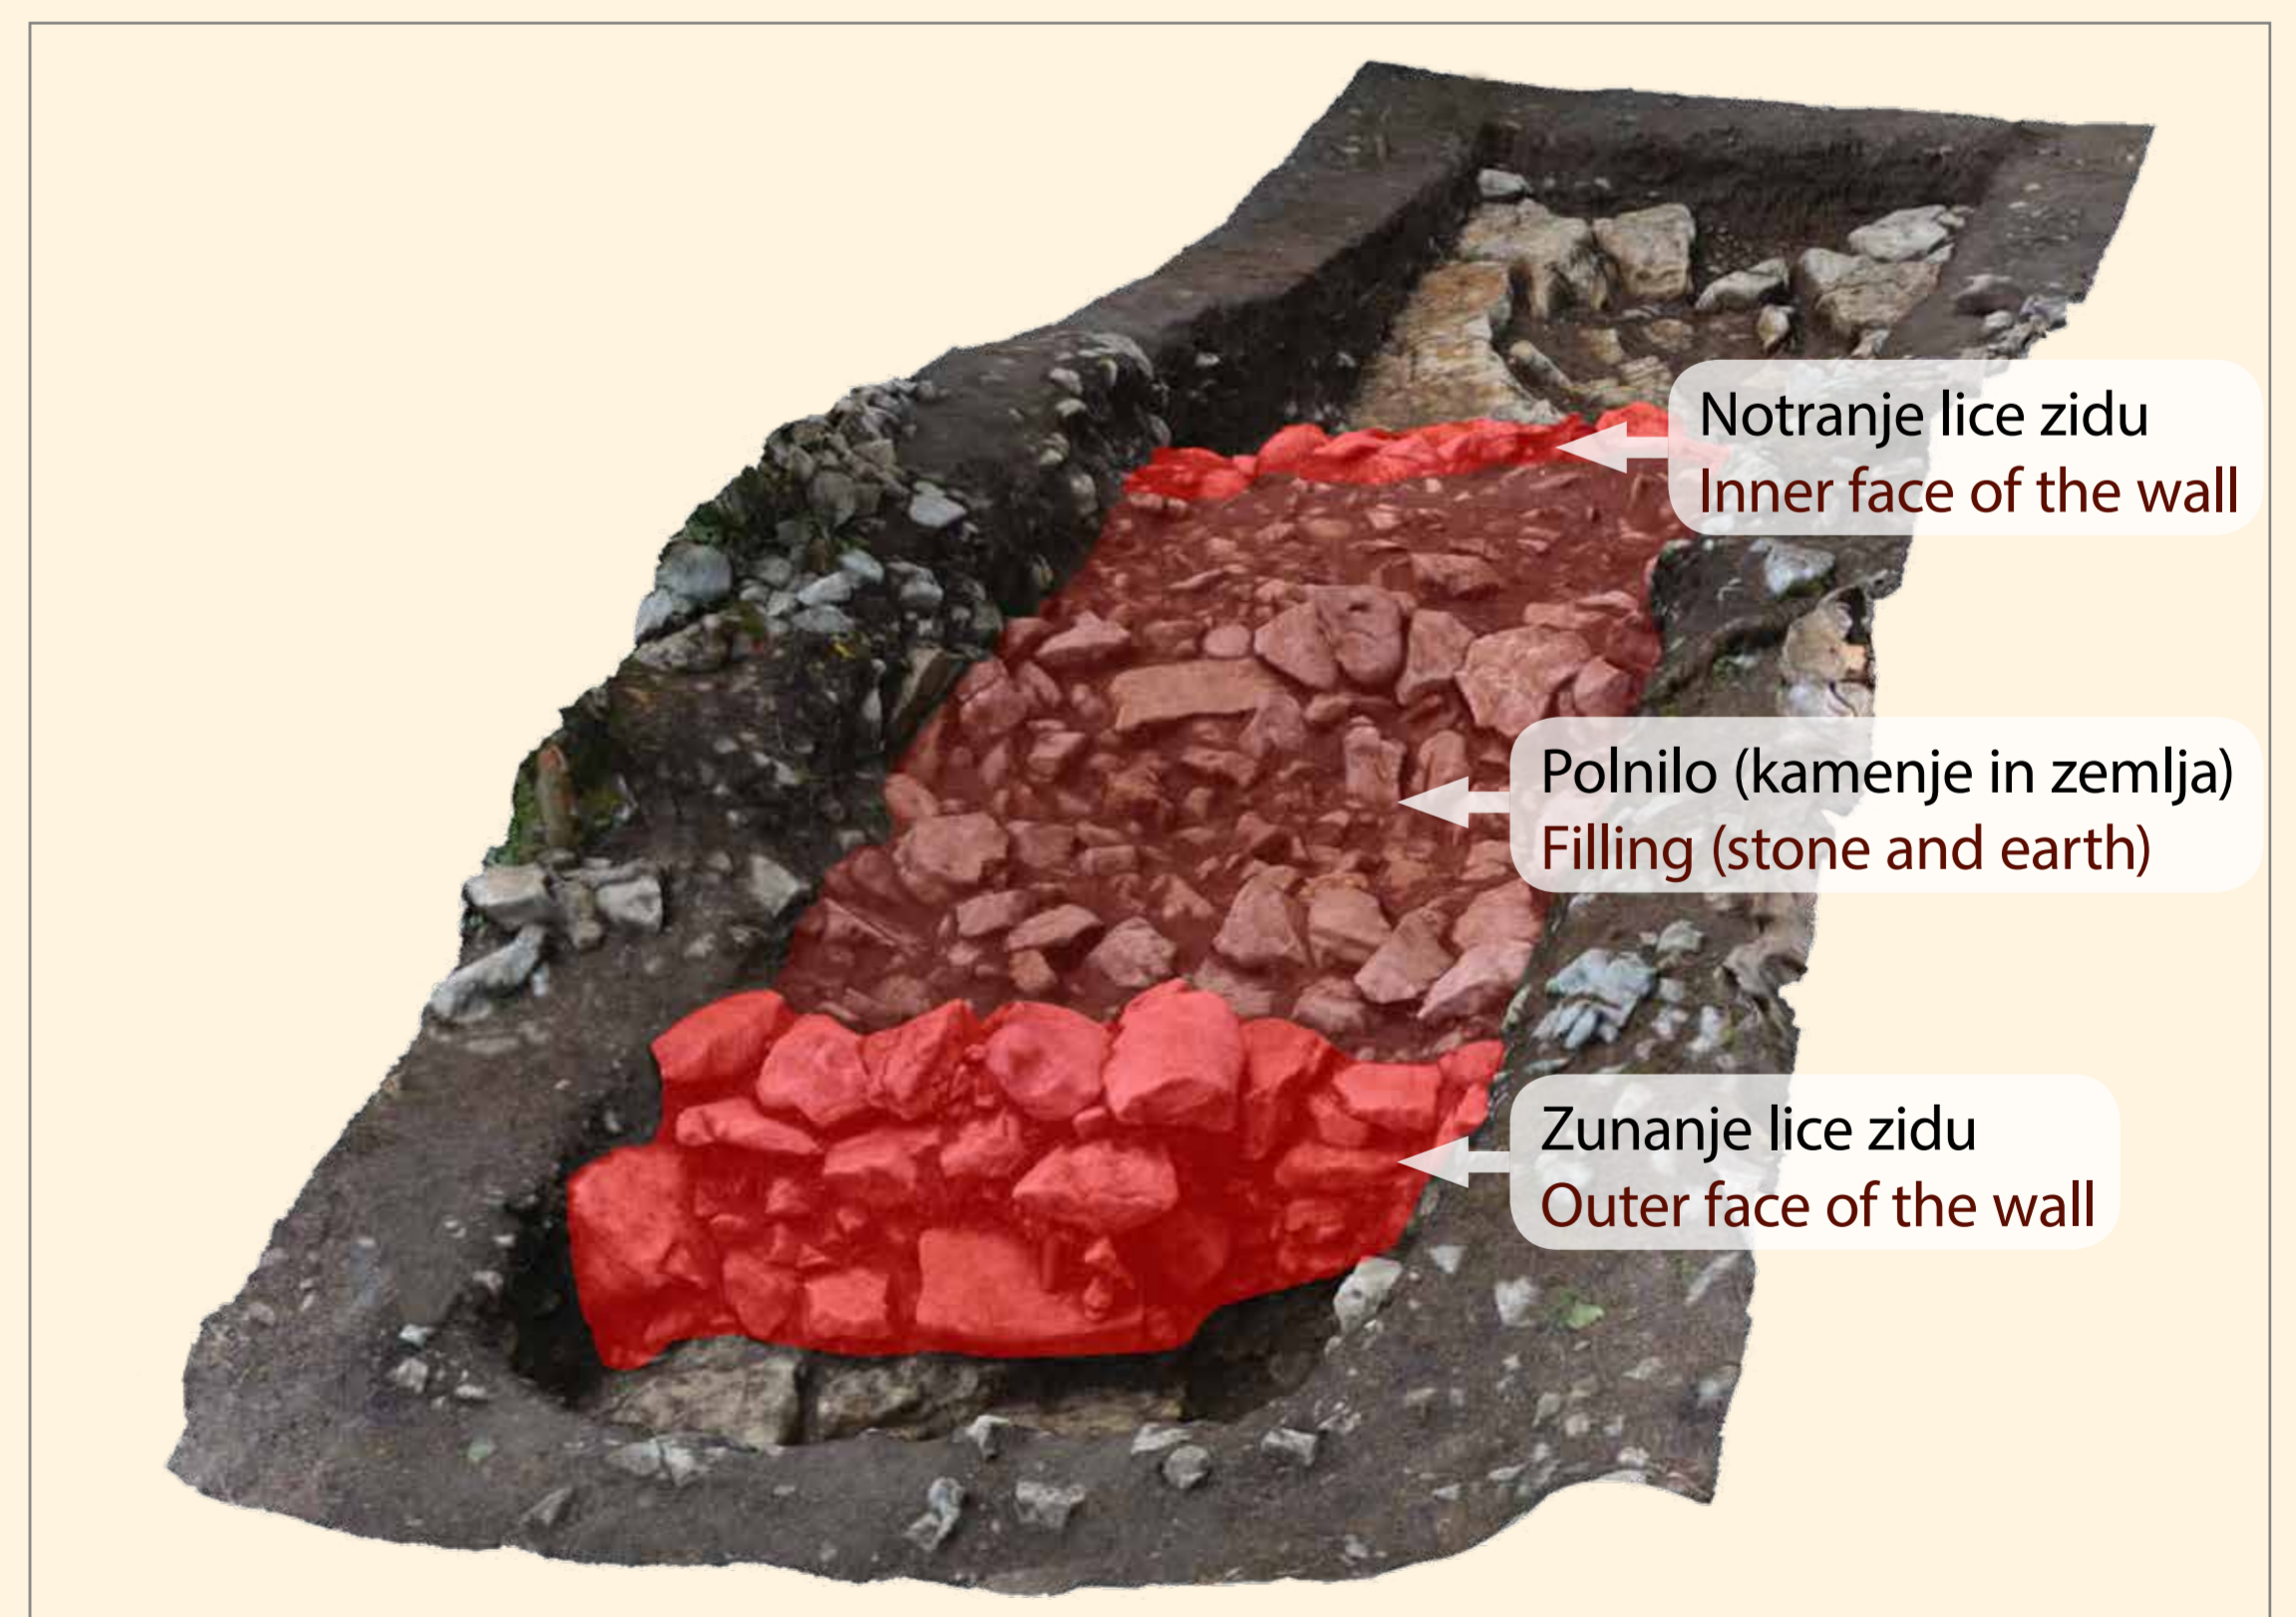 Notranje lice zidu
Inner face of the wall
Polnilo (kamenje in zemlja)
Filling (stone and earth)
Zunanje lice zidu
Outer face of the wall